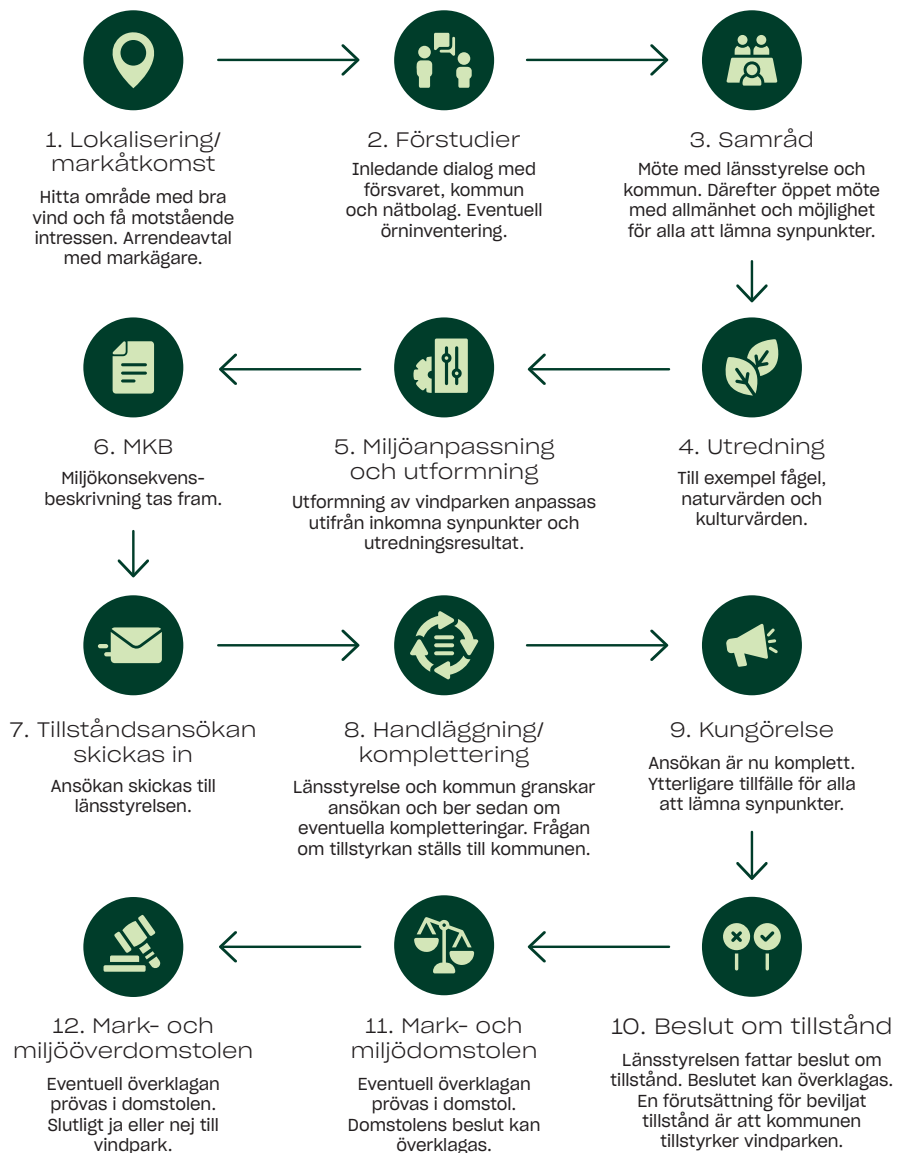 1. Lokalisering/
markåtkomst
Hitta område med bra
vind och få motstående
intressen. Arrendeavtal
med markägare.
2. Förstudier
Inledande dialog med
försvaret, kommun
och nätbolag. Eventuell
örninventering.
3. Samråd
Möte med länsstyrelse och
kommun. Därefter öppet möte
med allmänhet och möjlighet
för alla att lämna synpunkter.
4. Utredning
Till exempel fågel,
naturvärden och
kulturvärden.
5. Miljöanpassning
och utformning
Utformning av vindparken anpassas
utifrån inkomna synpunkter och
utredningsresultat.
6. MKB
Miljökonsekvens-
beskrivning tas fram.
7. Tillståndsansökan
skickas in
Ansökan skickas till
länsstyrelsen.
8. Handläggning/
komplettering
Länsstyrelse och kommun granskar
ansökan och ber sedan om
eventuella kompletteringar. Frågan
om tillstyrkan ställs till kommunen.
9. Kungörelse
Ansökan är nu komplett.
Ytterligare tillfälle för alla
att lämna synpunkter.
10. Beslut om tillstånd
Länsstyrelsen fattar beslut om
tillstånd. Beslutet kan överklagas.
En förutsättning för beviljat
tillstånd är att kommunen
tillstyrker vindparken.
11. Mark- och
miljödomstolen
Eventuell överklagan
prövas i domstol.
Domstolens beslut kan
överklagas.
12. Mark- och
miljööverdomstolen
Eventuell överklagan
prövas i domstolen.
Slutligt ja eller nej till
vindpark.